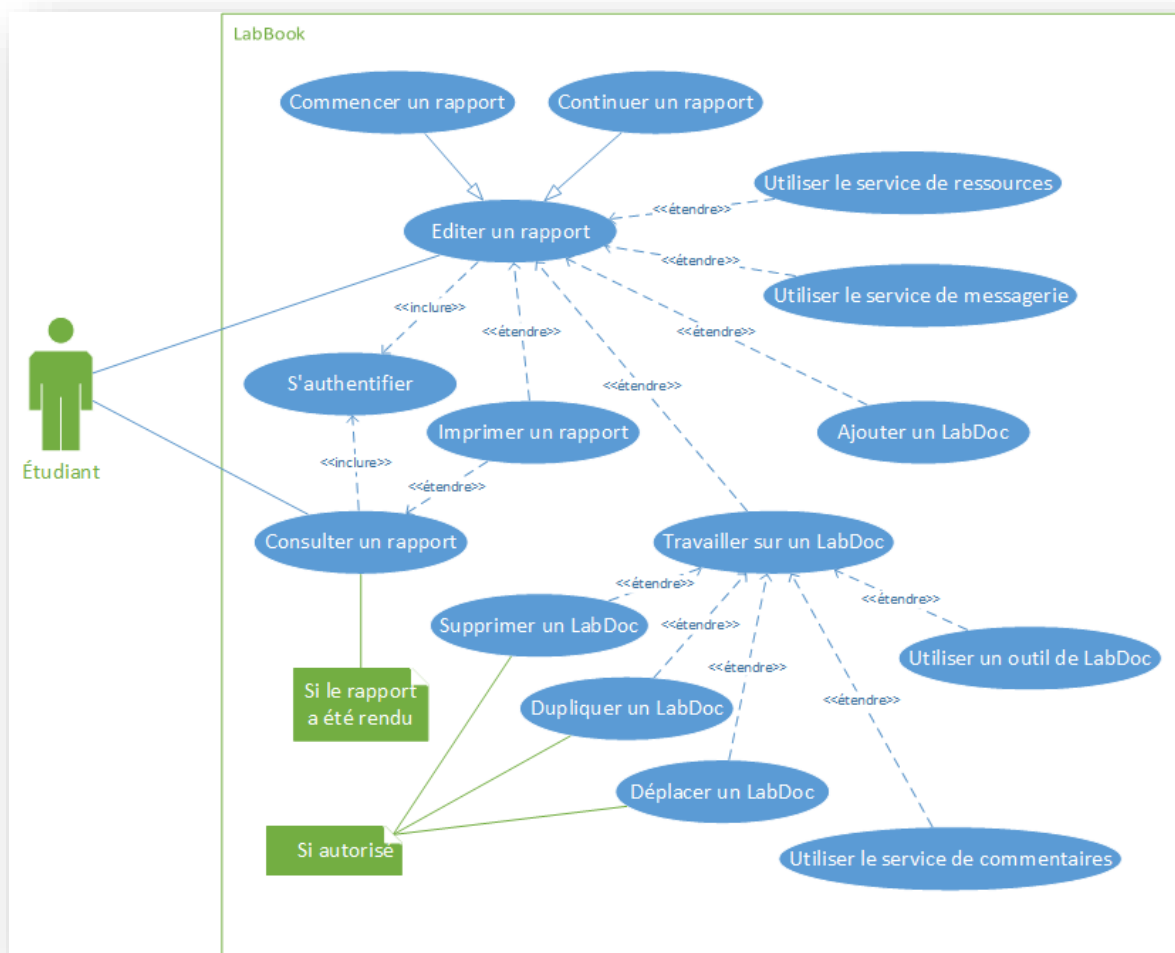 LabBook
Commencer un rapport
Continuer un rapport
Utiliser le service de ressources
<<étendre>>
Editer un rapport
<<étendre>>
Utiliser le service de messagerie
<<inclure>>
<<étendre>>
<<étendre>>
S'authentifier
<<étendre>>
Imprimer un rapport
Ajouter un LabDoc
Étudiant
<<inclure>>
<<étendre>>
Consulter un rapport
Travailler sur un LabDoc
<<étendre>>
<<étendre>>
Supprimer un LabDoc
<<étendre>>
Utiliser un outil de LabDoc
<<étendre>>
Si le rapport
a été rendu
Dupliquer un LabDoc
<<étendre>>
Déplacer un LabDoc
Si autorisé
Utiliser le service de commentaires